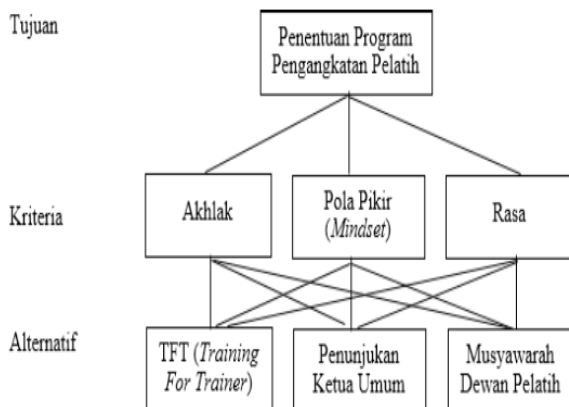 Tujuan
Penentuan Program
Pengangkatan Pelatih
Kriteria
Akhlak
Pola Pikir
(Mindset)
Rasa
Alternatif
TFT (Training
For Trainer)
Penunjukan
Ketua Umum
Musyawarah
Dewan Pelatih